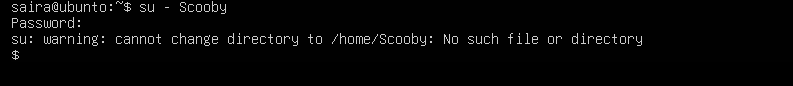 saira@ubunto:~$ su - Scooby
Password:
su: warning: cannot change directory to /home/Scooby: No such file or directory
$